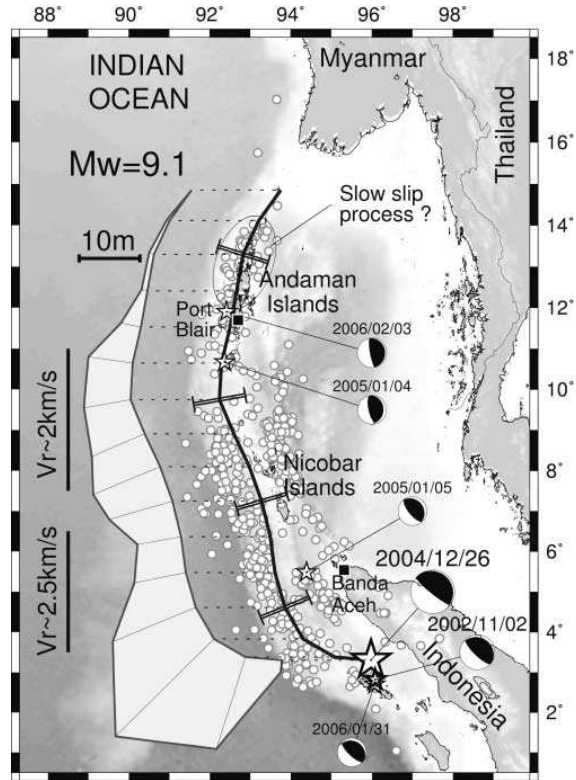 88° 90° 92° 94° 96° 98°
18°
16°
14°
12°
10°
8°
6°
4°
2°
INDIAN
OCEAN
Myanmar
Thailand
Mw=9.1
10m
Slow slip
process ?
Andaman
Islands
Port
Blair
2006/02/03
2005/01/04
Vr~2km/s
Nicobar
Islands
2005/01/05
2004/12/26
Vr~2.5km/s
Banda
Aceh
2002/11/02
Indonesia
2006/01/31